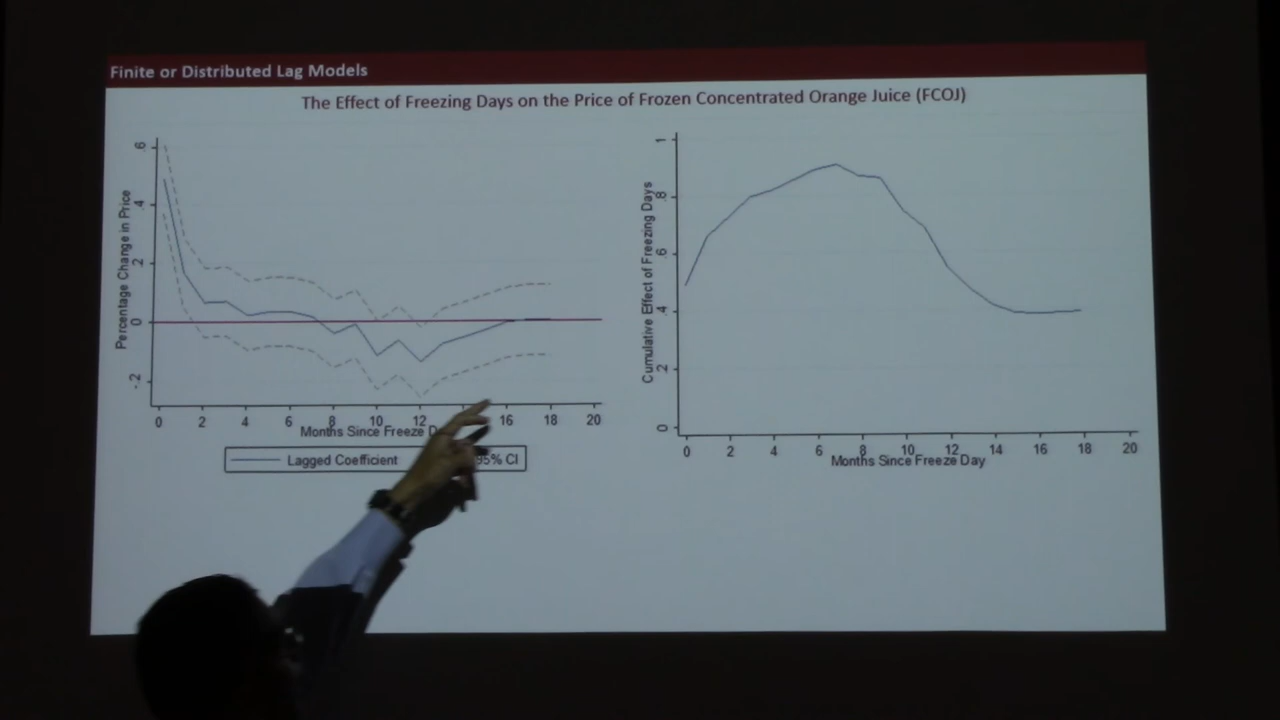 Finite or Distributed Lag Models
The Effect of Freezing Days on the Price of Frozen Concentrated Orange Juice (FCOJ)
Percentage Change in Price
.6
.4
.2
0
-.2
0 2 4 6 8 10 12 16 18 20
Months Since Freeze D
Lagged Coefficient 95% CI
Cumulative Effect of Freezing Days
1
.8
.6
.4
.2
0
0 2 4 6 8 10 12 14 16 18 20
Months Since Freeze Day